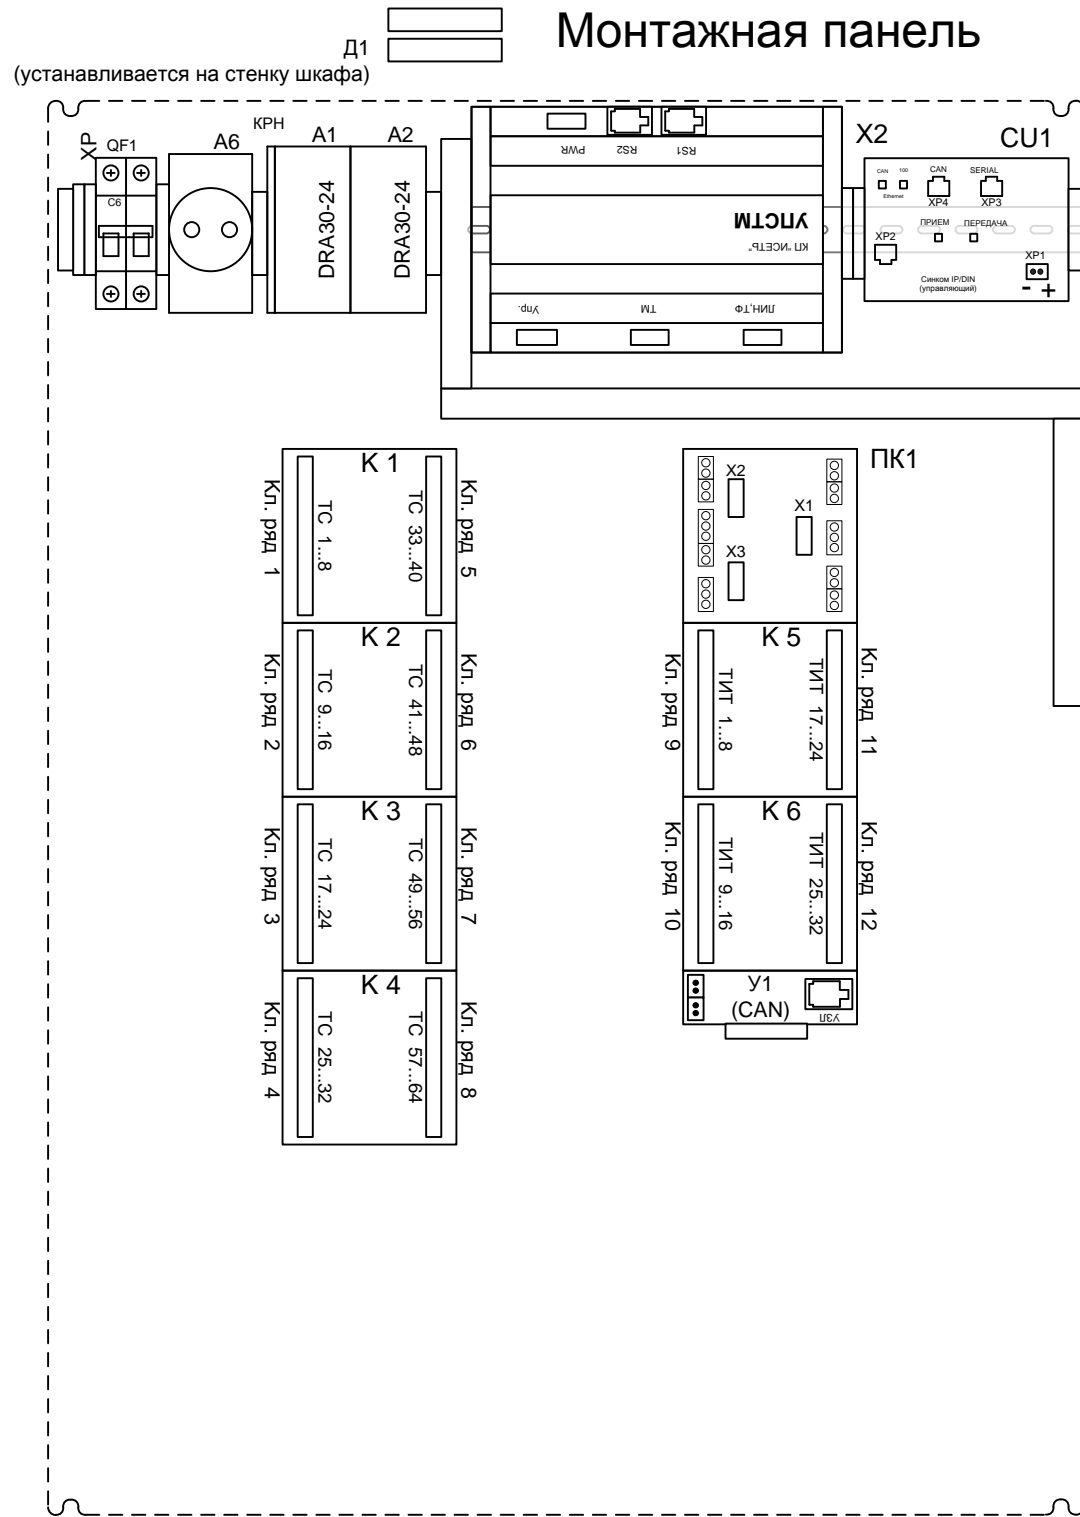 Монтажная панель
Д1
(устанавливается на стенку шкафа)
XP
QF1
C6
A6
КРН
A1
DRA30-24
A2
DRA30-24
PWR
RS2
RS1
УПСТМ
КП "ИСЕТЬ"
Упр.
ТМ
ЛИН,ТФ
X2
CU1
CAN
100
Ethernet
CAN
XP4
SERIAL
XP3
XP2
ПРИЕМ
ПЕРЕДАЧА
XP1
- +
Синком IP/DIN
(управляющий)
К 1
Кл. ряд 1
ТС 1...8
ТС 33...40
Кл. ряд 5
К 2
Кл. ряд 2
ТС 9...16
ТС 41...48
Кл. ряд 6
К 3
Кл. ряд 3
ТС 17...24
ТС 49...56
Кл. ряд 7
К 4
Кл. ряд 4
ТС 25...32
ТС 57...64
Кл. ряд 8
ПК1
X2
X1
X3
К 5
Кл. ряд 9
ТИТ 1...8
ТИТ 17...24
Кл. ряд 11
К 6
Кл. ряд 10
ТИТ 9...16
ТИТ 25...32
Кл. ряд 12
У1
(CAN)
УЗЛ